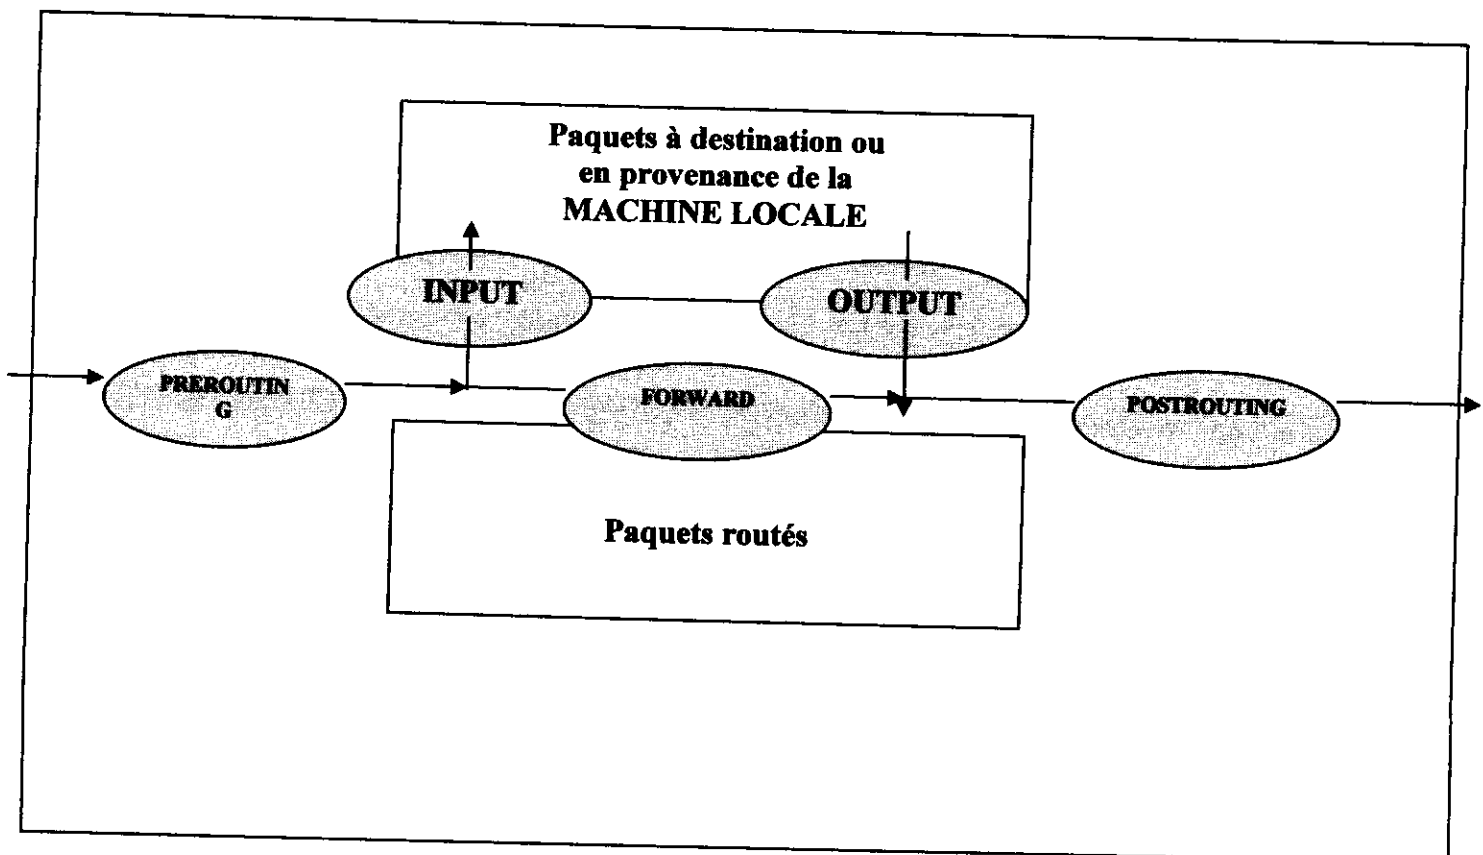 Paquets à destination ou
en provenance de la
MACHINE LOCALE
INPUT
OUTPUT
PREROUTIN
G
FORWARD
POSTROUTING
Paquets routés